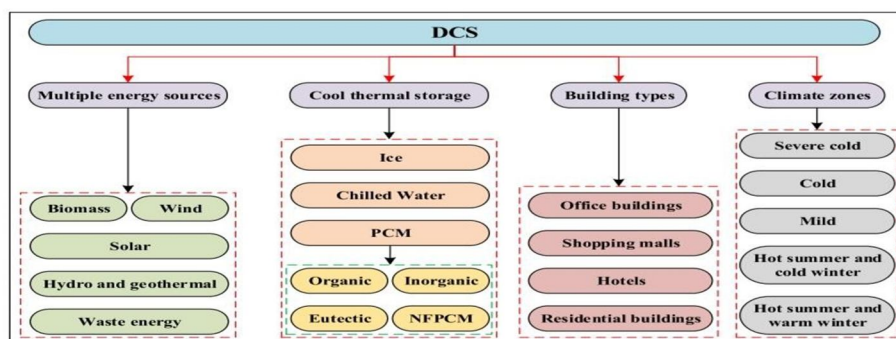 DCS
Multiple energy sources
Cool thermal storage
Building types
Climate zones
Biomass
Wind
Solar
Hydro and geothermal
Waste energy
Ice
Chilled Water
PCM
Organic
Inorganic
Eutectic
NFPCM
Office buildings
Shopping malls
Hotels
Residential buildings
Severe cold
Cold
Mild
Hot summer and
cold winter
Hot summer and
warm winter